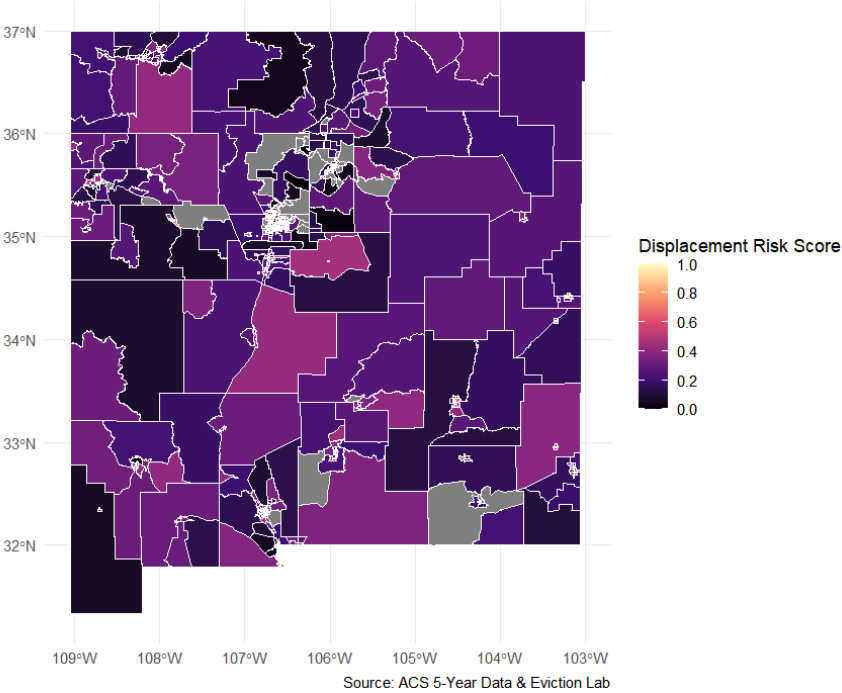 37°N
36°N
35°N
34°N
33°N
32°N
109°W 108°W 107°W 106°W 105°W 104°W 103°W
Displacement Risk Score
1.0
0.8
0.6
0.4
0.2
0.0
Source: ACS 5-Year Data & Eviction Lab